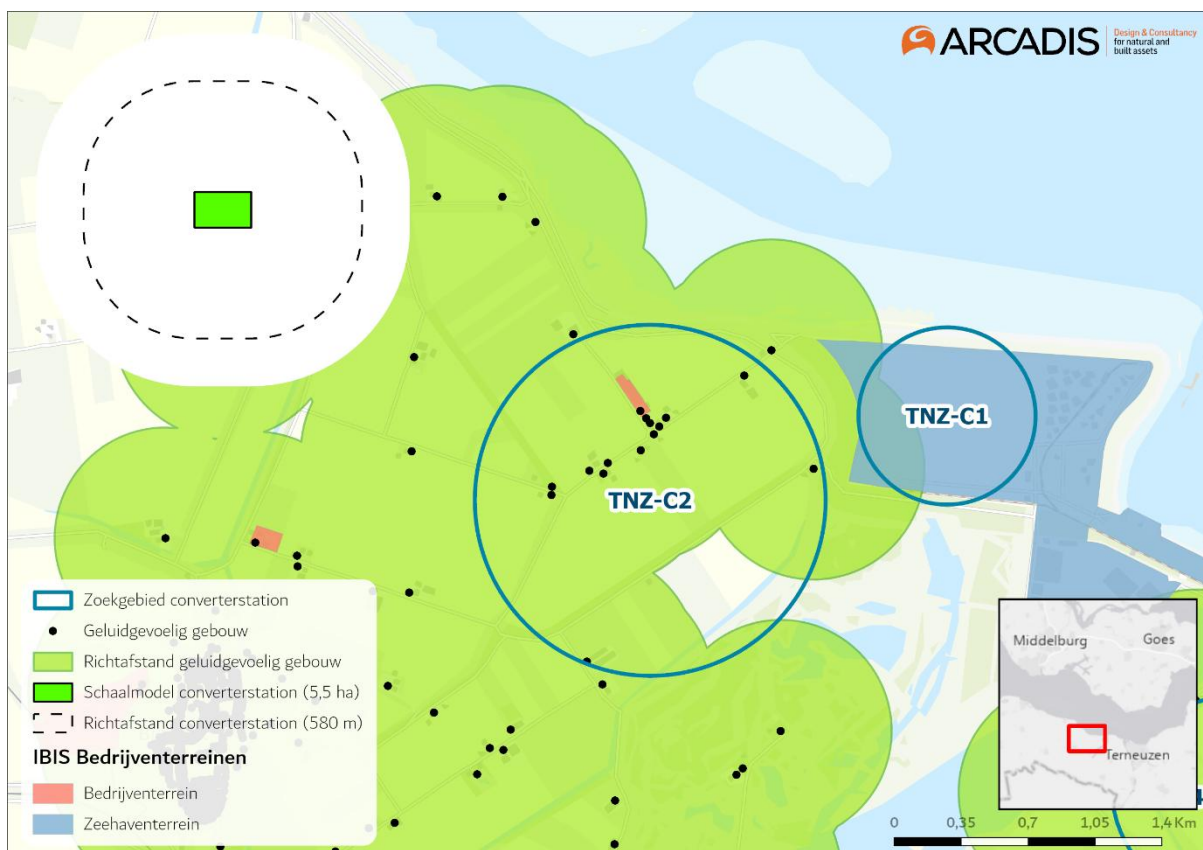 ARCADIS
Design & Consultancy
for natural and
built assets
TNZ-C1
TNZ-C2
Zoekgebied converterstation
Geluidgevoelig gebouw
Richtafstand geluidgevoelig gebouw
Schaalmodel converterstation (5,5 ha)
Richtafstand converterstation (580 m)
IBIS Bedrijventerreinen
Bedrijventerrein
Zeehaventerrein
Middelburg
Goes
Terneuzen
4
0
0,35
0,7
1,05
1,4 Km